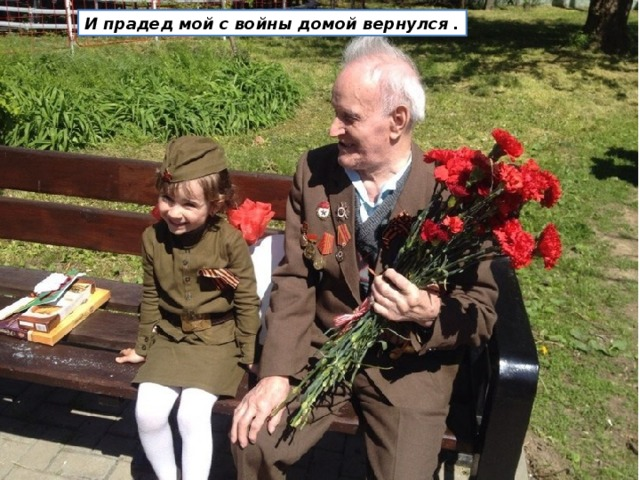 И прадед мой с войны домой вернулся .